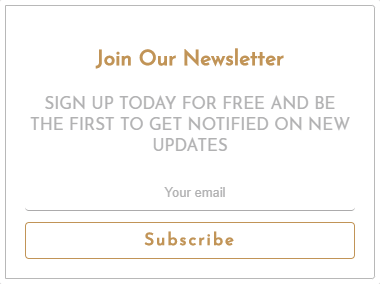 Join Our Newsletter
SIGN UP TODAY FOR FREE AND BE
THE FIRST TO GET NOTIFIED ON NEW
UPDATES
Your email
Subscribe